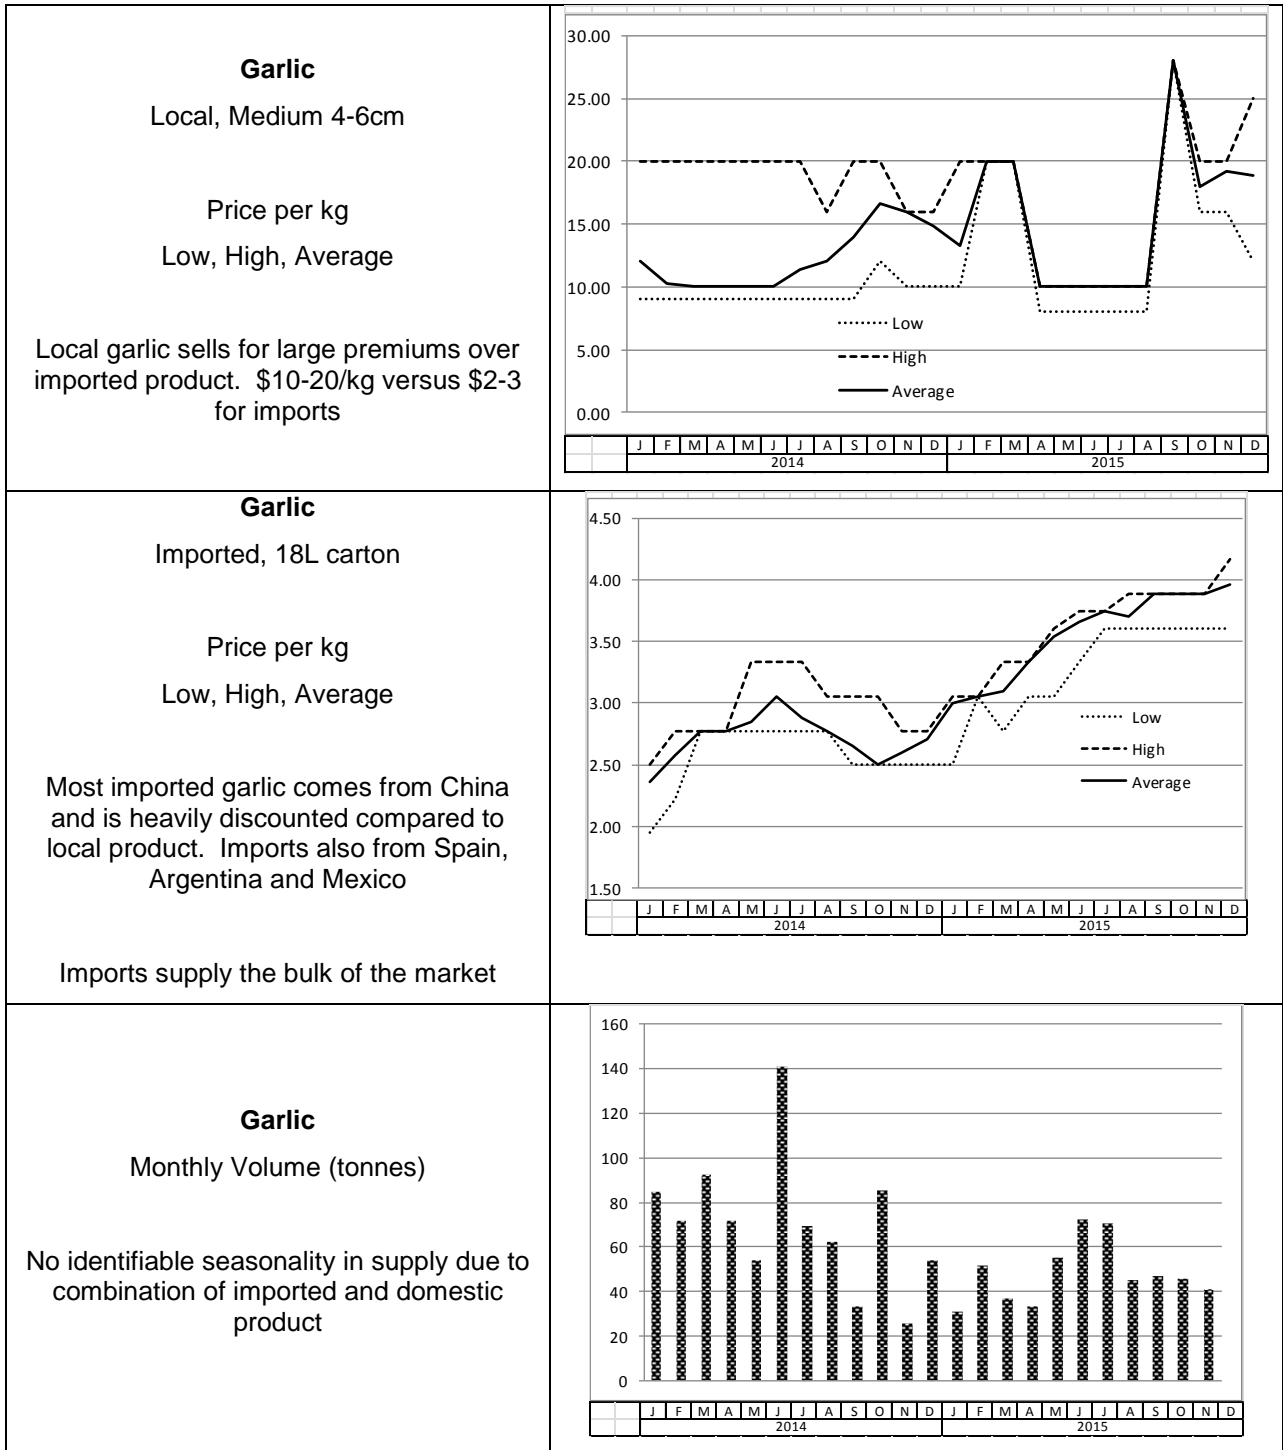 Garlic
Local, Medium 4-6cm
Price per kg
Low, High, Average
Local garlic sells for large premiums over
imported product.  $10-20/kg versus $2-3
for imports
30.00
25.00
20.00
15.00
10.00
5.00
0.00
Low
High
Average
J F M A M J J A S O N D J F M A M J J A S O N D
2014 2015
Garlic
Imported, 18L carton
Price per kg
Low, High, Average
Most imported garlic comes from China
and is heavily discounted compared to
local product.  Imports also from Spain,
Argentina and Mexico
Imports supply the bulk of the market
4.50
4.00
3.50
3.00
2.50
2.00
1.50
Low
High
Average
J F M A M J J A S O N D J F M A M J J A S O N D
2014 2015
Garlic
Monthly Volume (tonnes)
No identifiable seasonality in supply due to
combination of imported and domestic
product
160
140
120
100
80
60
40
20
0
J F M A M J J A S O N D J F M A M J J A S O N D
2014 2015